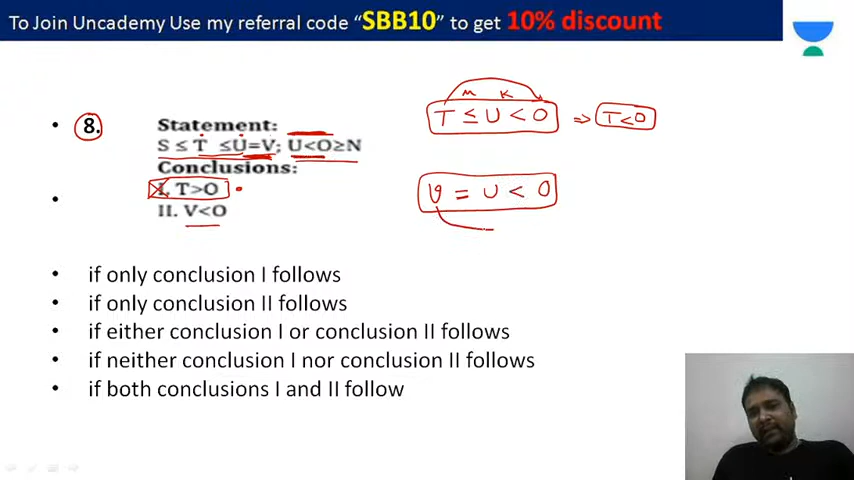 To Join Uncademy Use my referral code “SBB10” to get 10% discount
• 8.
Statement:
S ≤ T ≤U=V; U<O≥N
Conclusions:
I. T>O
II. V<O
M K
T ≤ U < O ⇒ T<O
V = U < O
• if only conclusion I follows
• if only conclusion II follows
• if either conclusion I or conclusion II follows
• if neither conclusion I nor conclusion II follows
• if both conclusions I and II follow